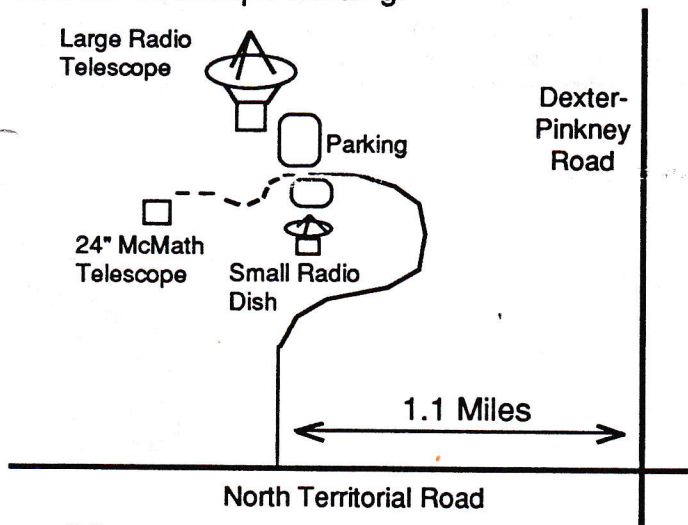 Large Radio
Telescope
Dexter-
Pinkney
Road
Parking
24" McMath
Telescope
Small Radio
Dish
1.1 Miles
North Territorial Road